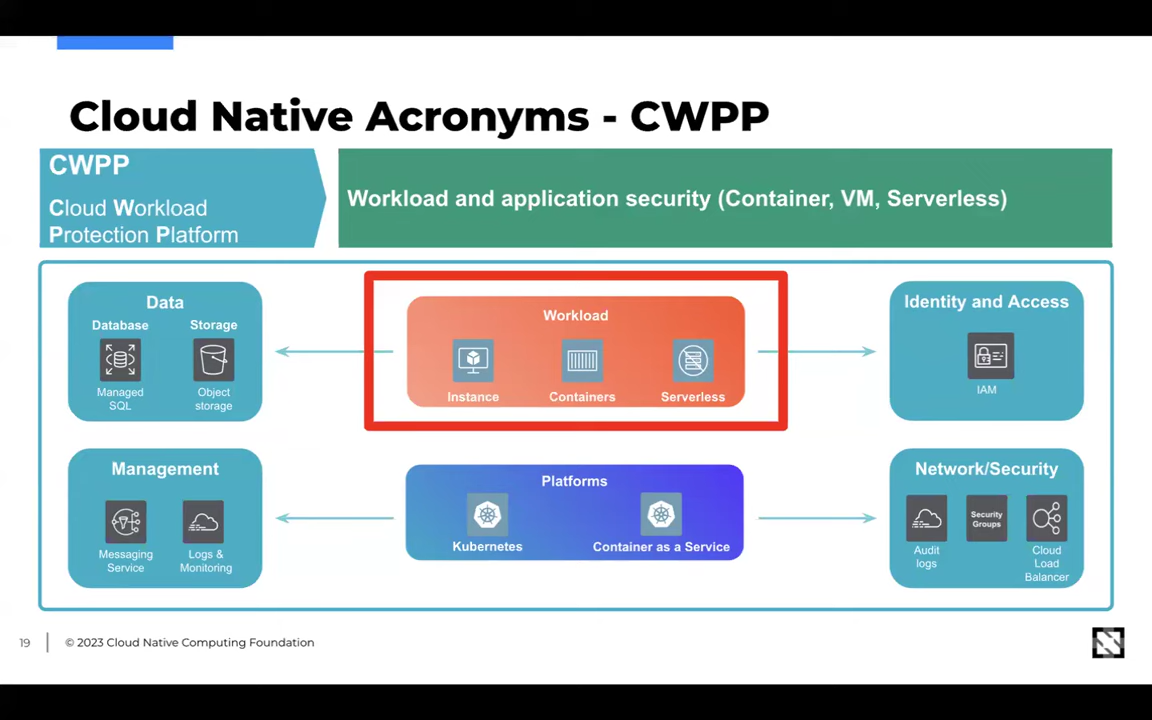 Cloud Native Acronyms - CWPP
CWPP
Cloud Workload
Protection Platform
Workload and application security (Container, VM, Serverless)
Data
Database
Storage
Managed
SQL
Object
storage
Workload
Instance
Containers
Serverless
Identity and Access
IAM
Management
Messaging
Service
Logs &
Monitoring
Platforms
Kubernetes
Container as a Service
Network/Security
Audit
logs
Security
Groups
Cloud
Load
Balancer
19
© 2023 Cloud Native Computing Foundation